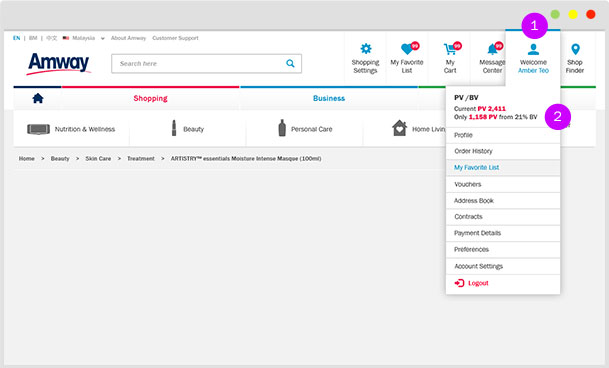 1
EN | BM | 中文 Malaysia About Amway Customer Support
Amway
Search here
Shopping Settings
99
My Favorite List
99
My Cart
99
Message Center
Welcome Amber Teo
Shop Finder
Shopping
Business
Nutrition & Wellness
Beauty
Personal Care
Home Livin
PV /BV
Current PV 2,411
Only 1,158 PV from 21% BV
2
Profile
Order History
My Favorite List
Vouchers
Address Book
Contracts
Payment Details
Preferences
Account Settings
Logout
Home > Beauty > Skin Care > Treatment > ARTISTRY™ essentials Moisture Intense Masque (100ml)